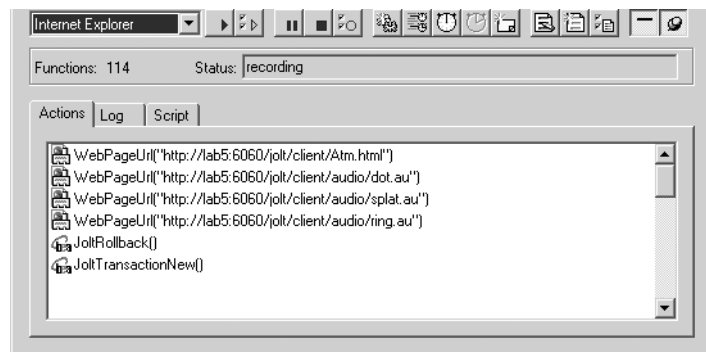 Internet Explorer
Functions: 114 Status: recording
Actions Log Script
WebPageUrl("http://lab5:6060/jolt/client/Atm.html")
WebPageUrl("http://lab5:6060/jolt/client/audio/dot.au")
WebPageUrl("http://lab5:6060/jolt/client/audio/splat.au")
WebPageUrl("http://lab5:6060/jolt/client/audio/ring.au")
JoltRollback()
JoltTransactionNew()